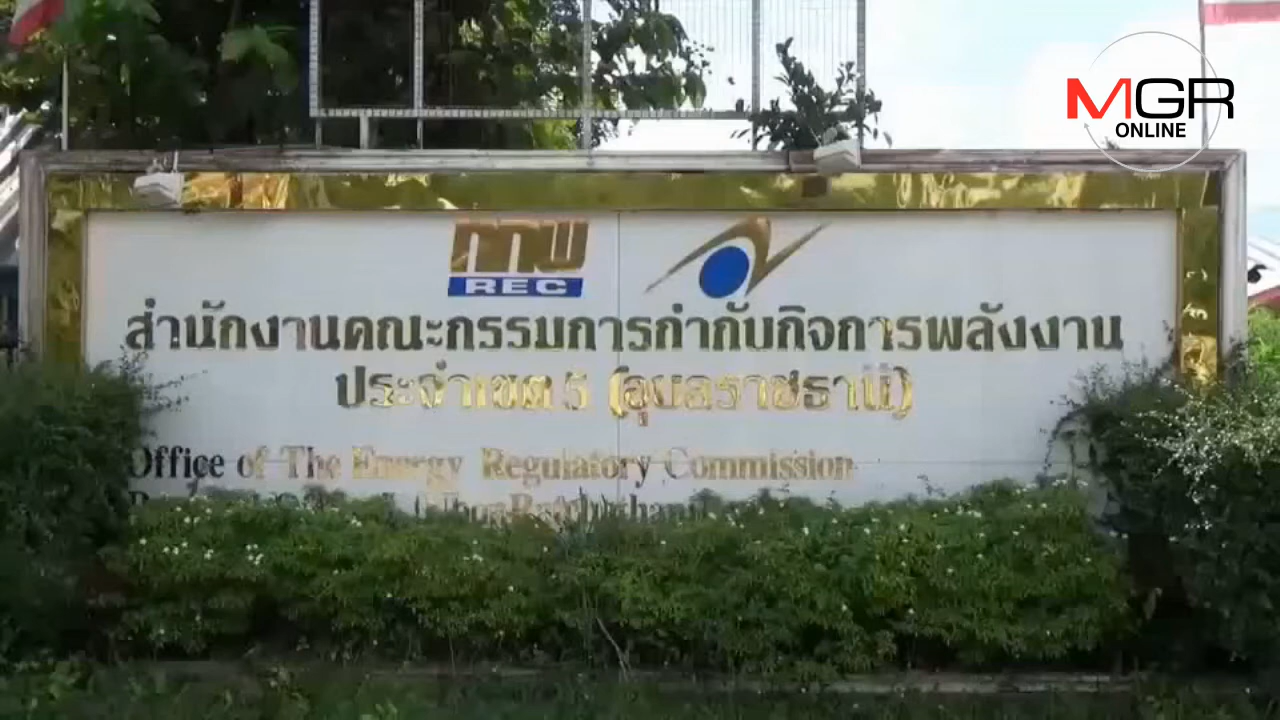 MGR
ONLINE
กกพ
REC
สำนักงานคณะกรรมการกำกับกิจการพลังงาน
ประจำเขต 5 (อุบลราชธานี)
Office of The Energy Regulatory Commission